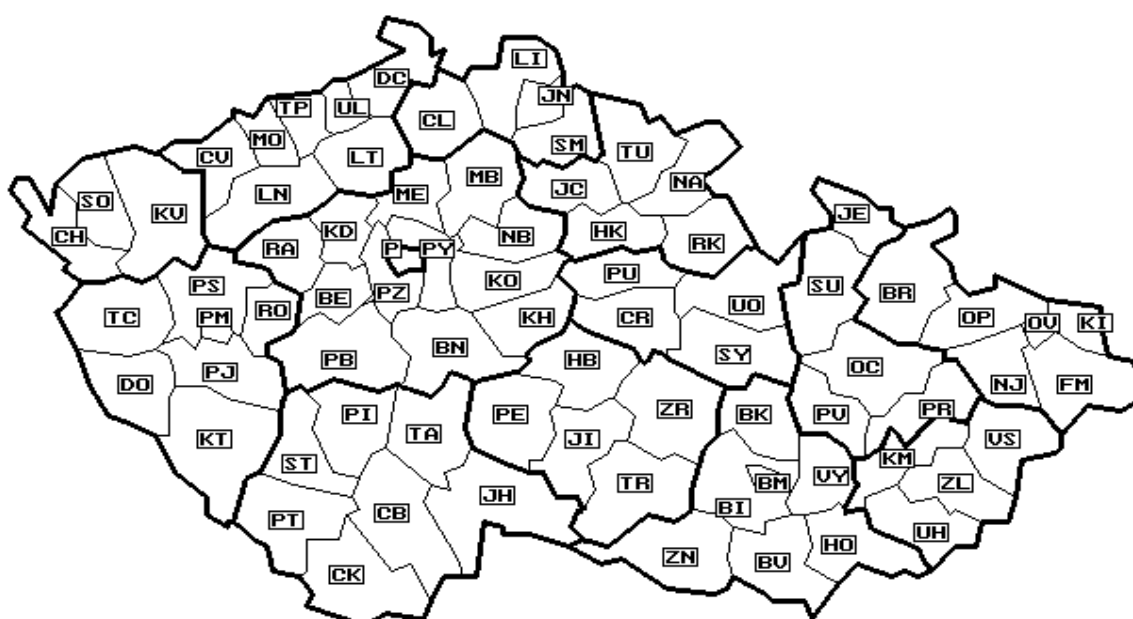 LI
DC
JN
TP
UL
CL
MO
SM
TU
CV
LT
MB
NA
LN
ME
JC
SO
KV
JE
CH
KD
HK
NB
RK
RA
P
PY
PU
KO
PS
SU
BR
BE
PZ
RO
UO
TC
PM
CR
KH
OP
OV
KI
PB
BN
SY
HB
OC
PJ
DO
NJ
FM
PI
PE
ZR
BK
PV
PR
KT
TA
JI
VS
ST
KM
TR
BM
VY
ZL
JH
BI
PT
CB
UH
HO
ZN
BV
CK